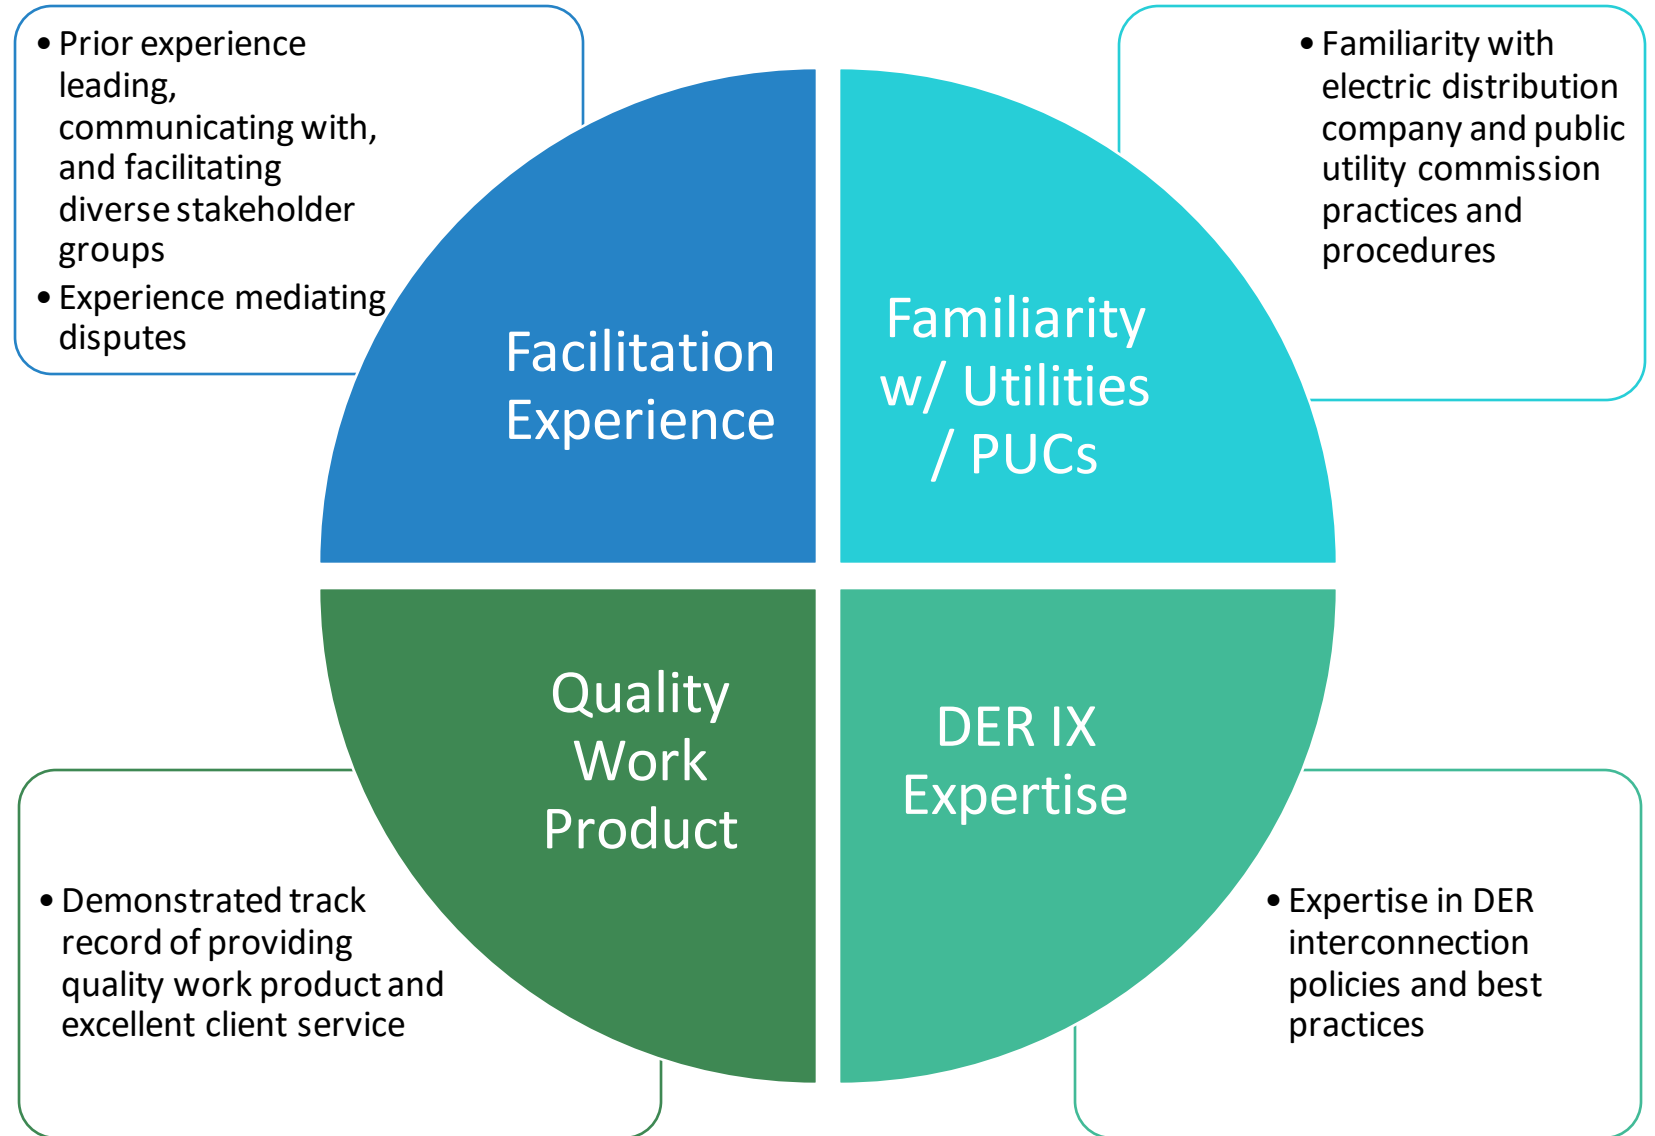 • Prior experience
leading,
communicating with,
and facilitating
diverse stakeholder
groups
• Experience mediating
disputes
Facilitation
Experience
• Familiarity with
electric distribution
company and public
utility commission
practices and
procedures
Familiarity
w/ Utilities
/ PUCs
Quality
Work
Product
• Demonstrated track
record of providing
quality work product and
excellent client service
DER IX
Expertise
• Expertise in DER
interconnection
policies and best
practices